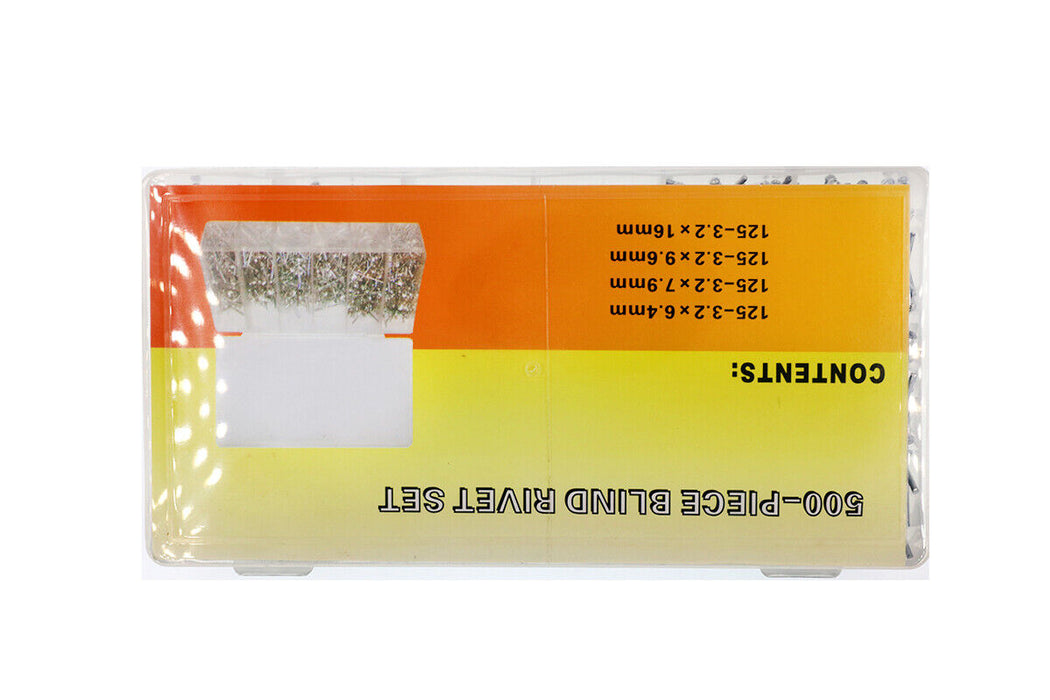 500-PIECE BLIND RIVET SET
CONTENTS:
125-3.2×6.4mm
125-3.2×7.9mm
125-3.2×9.6mm
125-3.2×16mm